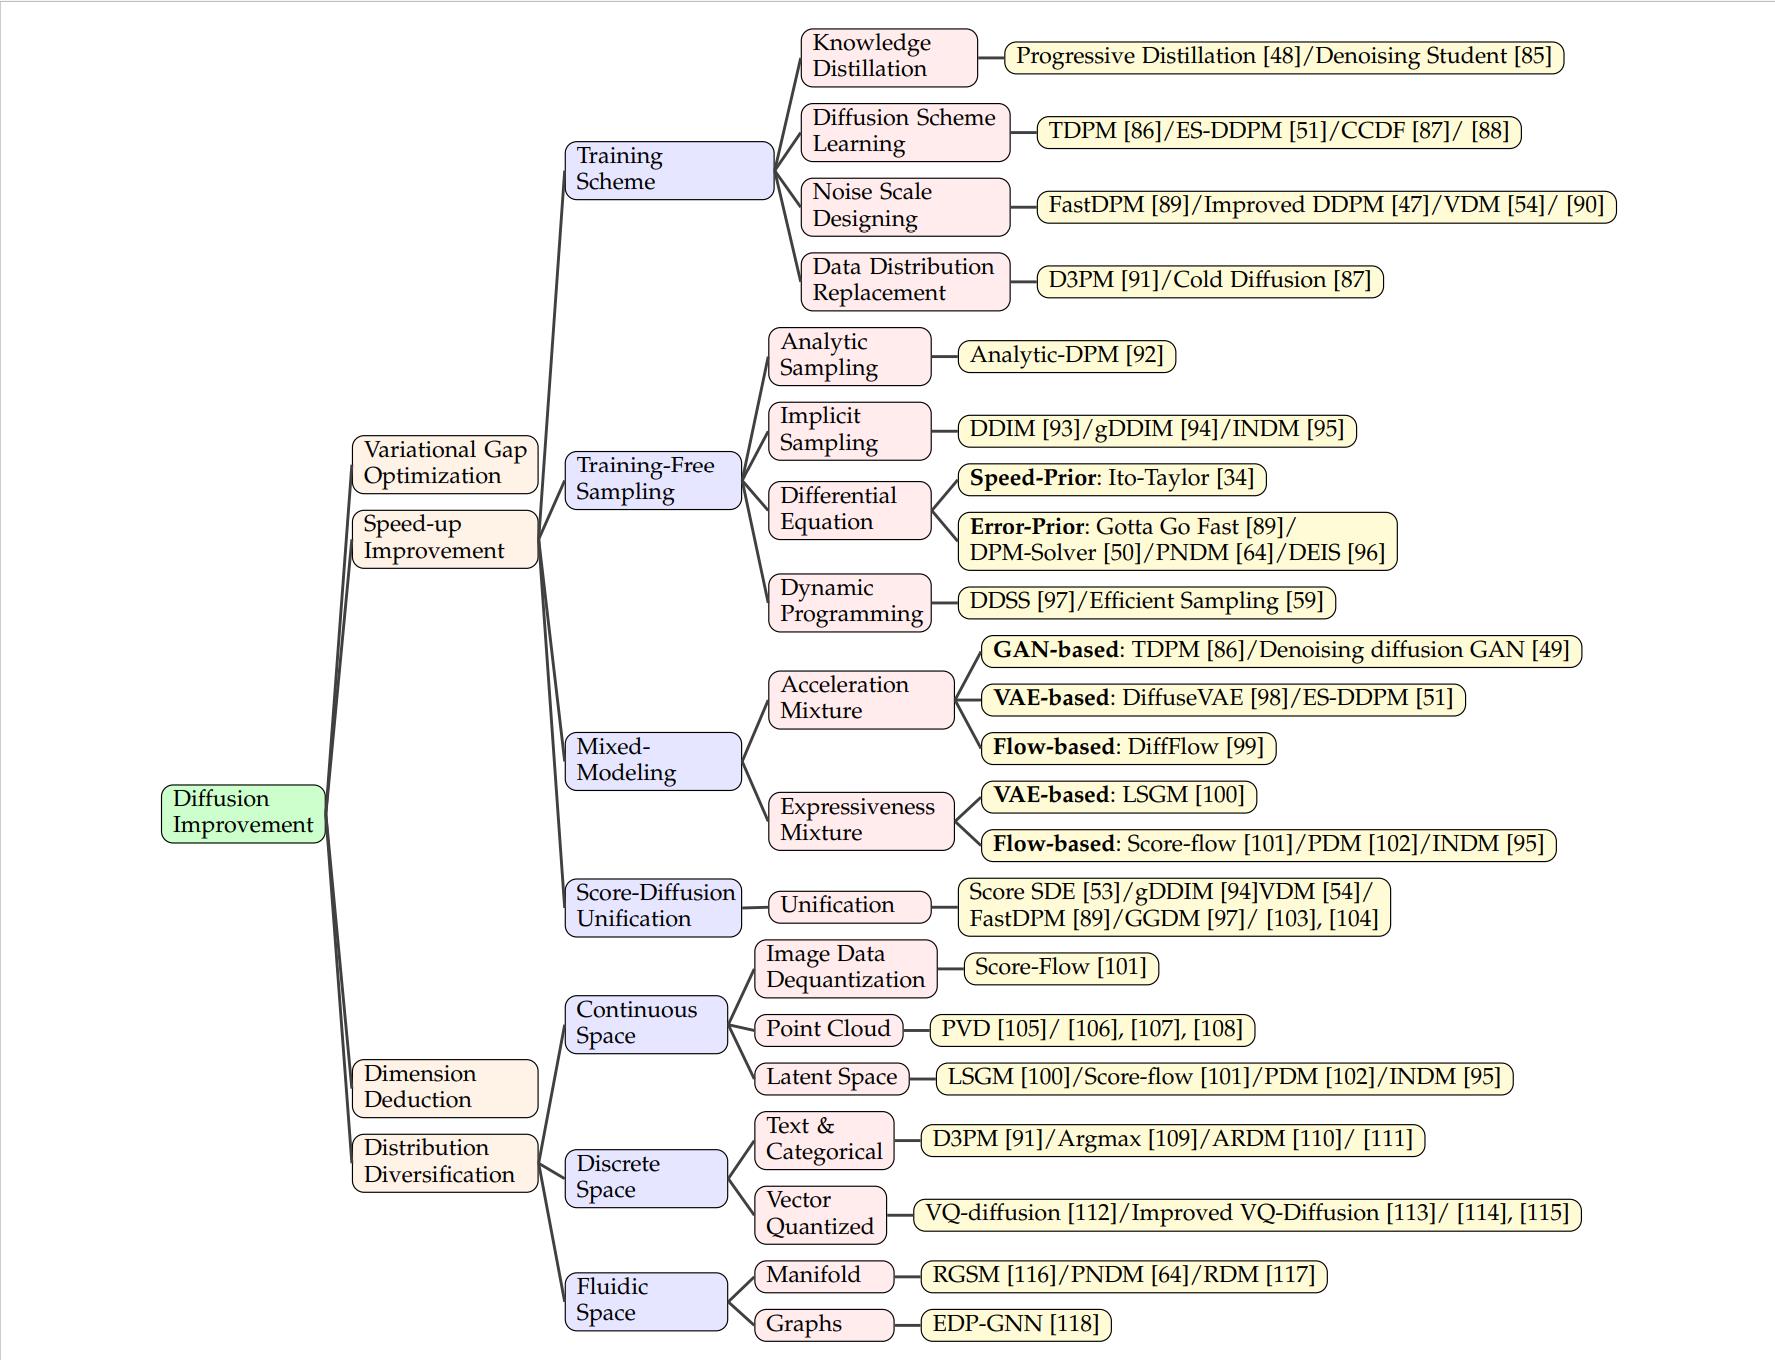 Knowledge
Distillation
Progressive Distillation [48]/Denoising Student [85]
Diffusion Scheme
Learning
TDPM [86]/ES-DDPM [51]/CCDF [87]/ [88]
Training
Scheme
Noise Scale
Designing
FastDPM [89]/Improved DDPM [47]/VDM [54]/ [90]
Data Distribution
Replacement
D3PM [91]/Cold Diffusion [87]
Analytic
Sampling
Analytic-DPM [92]
Implicit
Sampling
DDIM [93]/gDDIM [94]/INDM [95]
Variational Gap
Optimization
Training-Free
Sampling
Speed-Prior: Ito-Taylor [34]
Differential
Equation
Speed-up
Improvement
Error-Prior: Gotta Go Fast [89]/
DPM-Solver [50]/PNDM [64]/DEIS [96]
Dynamic
Programming
DDSS [97]/Efficient Sampling [59]
GAN-based: TDPM [86]/Denoising diffusion GAN [49]
Acceleration
Mixture
VAE-based: DiffuseVAE [98]/ES-DDPM [51]
Flow-based: DiffFlow [99]
Mixed-
Modeling
Diffusion
Improvement
VAE-based: LSGM [100]
Expressiveness
Mixture
Flow-based: Score-flow [101]/PDM [102]/INDM [95]
Score-Diffusion
Unification
Unification
Score SDE [53]/gDDIM [94]VDM [54]/
FastDPM [89]/GGDM [97]/ [103], [104]
Image Data
Dequantization
Score-Flow [101]
Continuous
Space
Point Cloud
PVD [105]/ [106], [107], [108]
Latent Space
LSGM [100]/Score-flow [101]/PDM [102]/INDM [95]
Dimension
Deduction
Text &
Categorical
D3PM [91]/Argmax [109]/ARDM [110]/ [111]
Distribution
Diversification
Discrete
Space
Vector
Quantized
VQ-diffusion [112]/Improved VQ-Diffusion [113]/ [114], [115]
Manifold
RGSM [116]/PNDM [64]/RDM [117]
Fluidic
Space
Graphs
EDP-GNN [118]